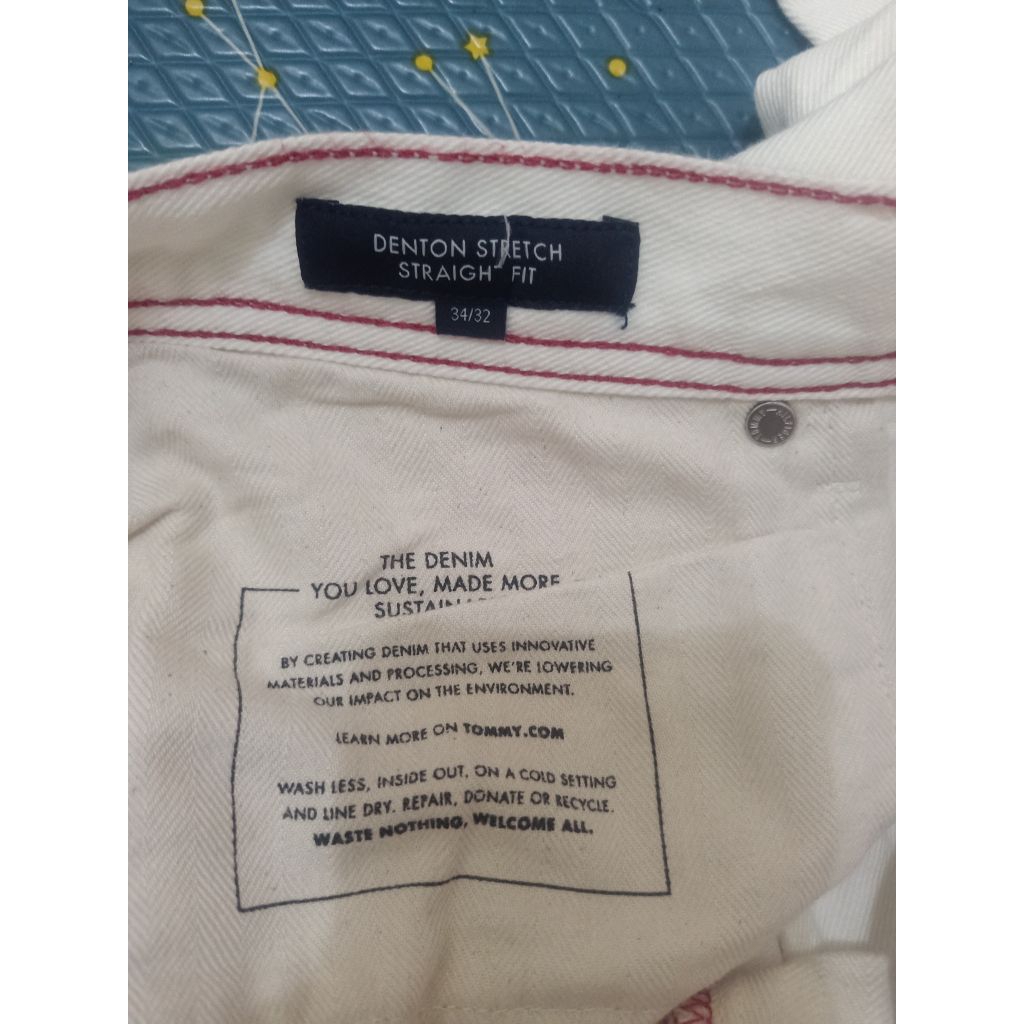 DENTON STRETCH
STRAIGHT FIT
34/32
TOMMY HILFIGER
THE DENIM
YOU LOVE, MADE MORE
BY CREATING DENIM THAT USES INNOVATIVE
MATERIALS AND PROCESSING, WE'RE LOWERING
OUR IMPACT ON THE ENVIRONMENT.
LEARN MORE ON TOMMY.COM
WASH LESS, INSIDE OUT, ON A COLD SETTING
AND LINE DRY. REPAIR, DONATE OR RECYCLE.
WASTE NOTHING, WELCOME ALL.